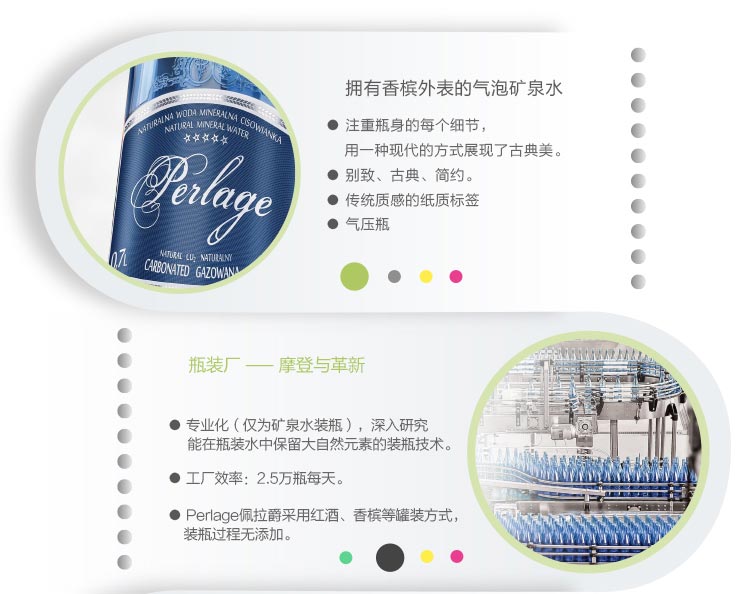 拥有香槟外表的气泡矿泉水
NATURALNA WODA MINERALNA CISOWIANKA
NATURAL MINERAL WATER
Perlage
0,7L
NATURAL CO₂ NATURALNY
CARBONATED GAZOWANA
● 注重瓶身的每个细节，
用一种现代的方式展现了古典美。
● 别致、古典、简约。
● 传统质感的纸质标签
● 气压瓶
瓶装厂 —— 摩登与革新
● 专业化（仅为矿泉水装瓶），深入研究
能在瓶装水中保留大自然元素的装瓶技术。
● 工厂效率：2.5万瓶每天。
● Perlage佩拉爵采用红酒、香槟等罐装方式，
装瓶过程无添加。